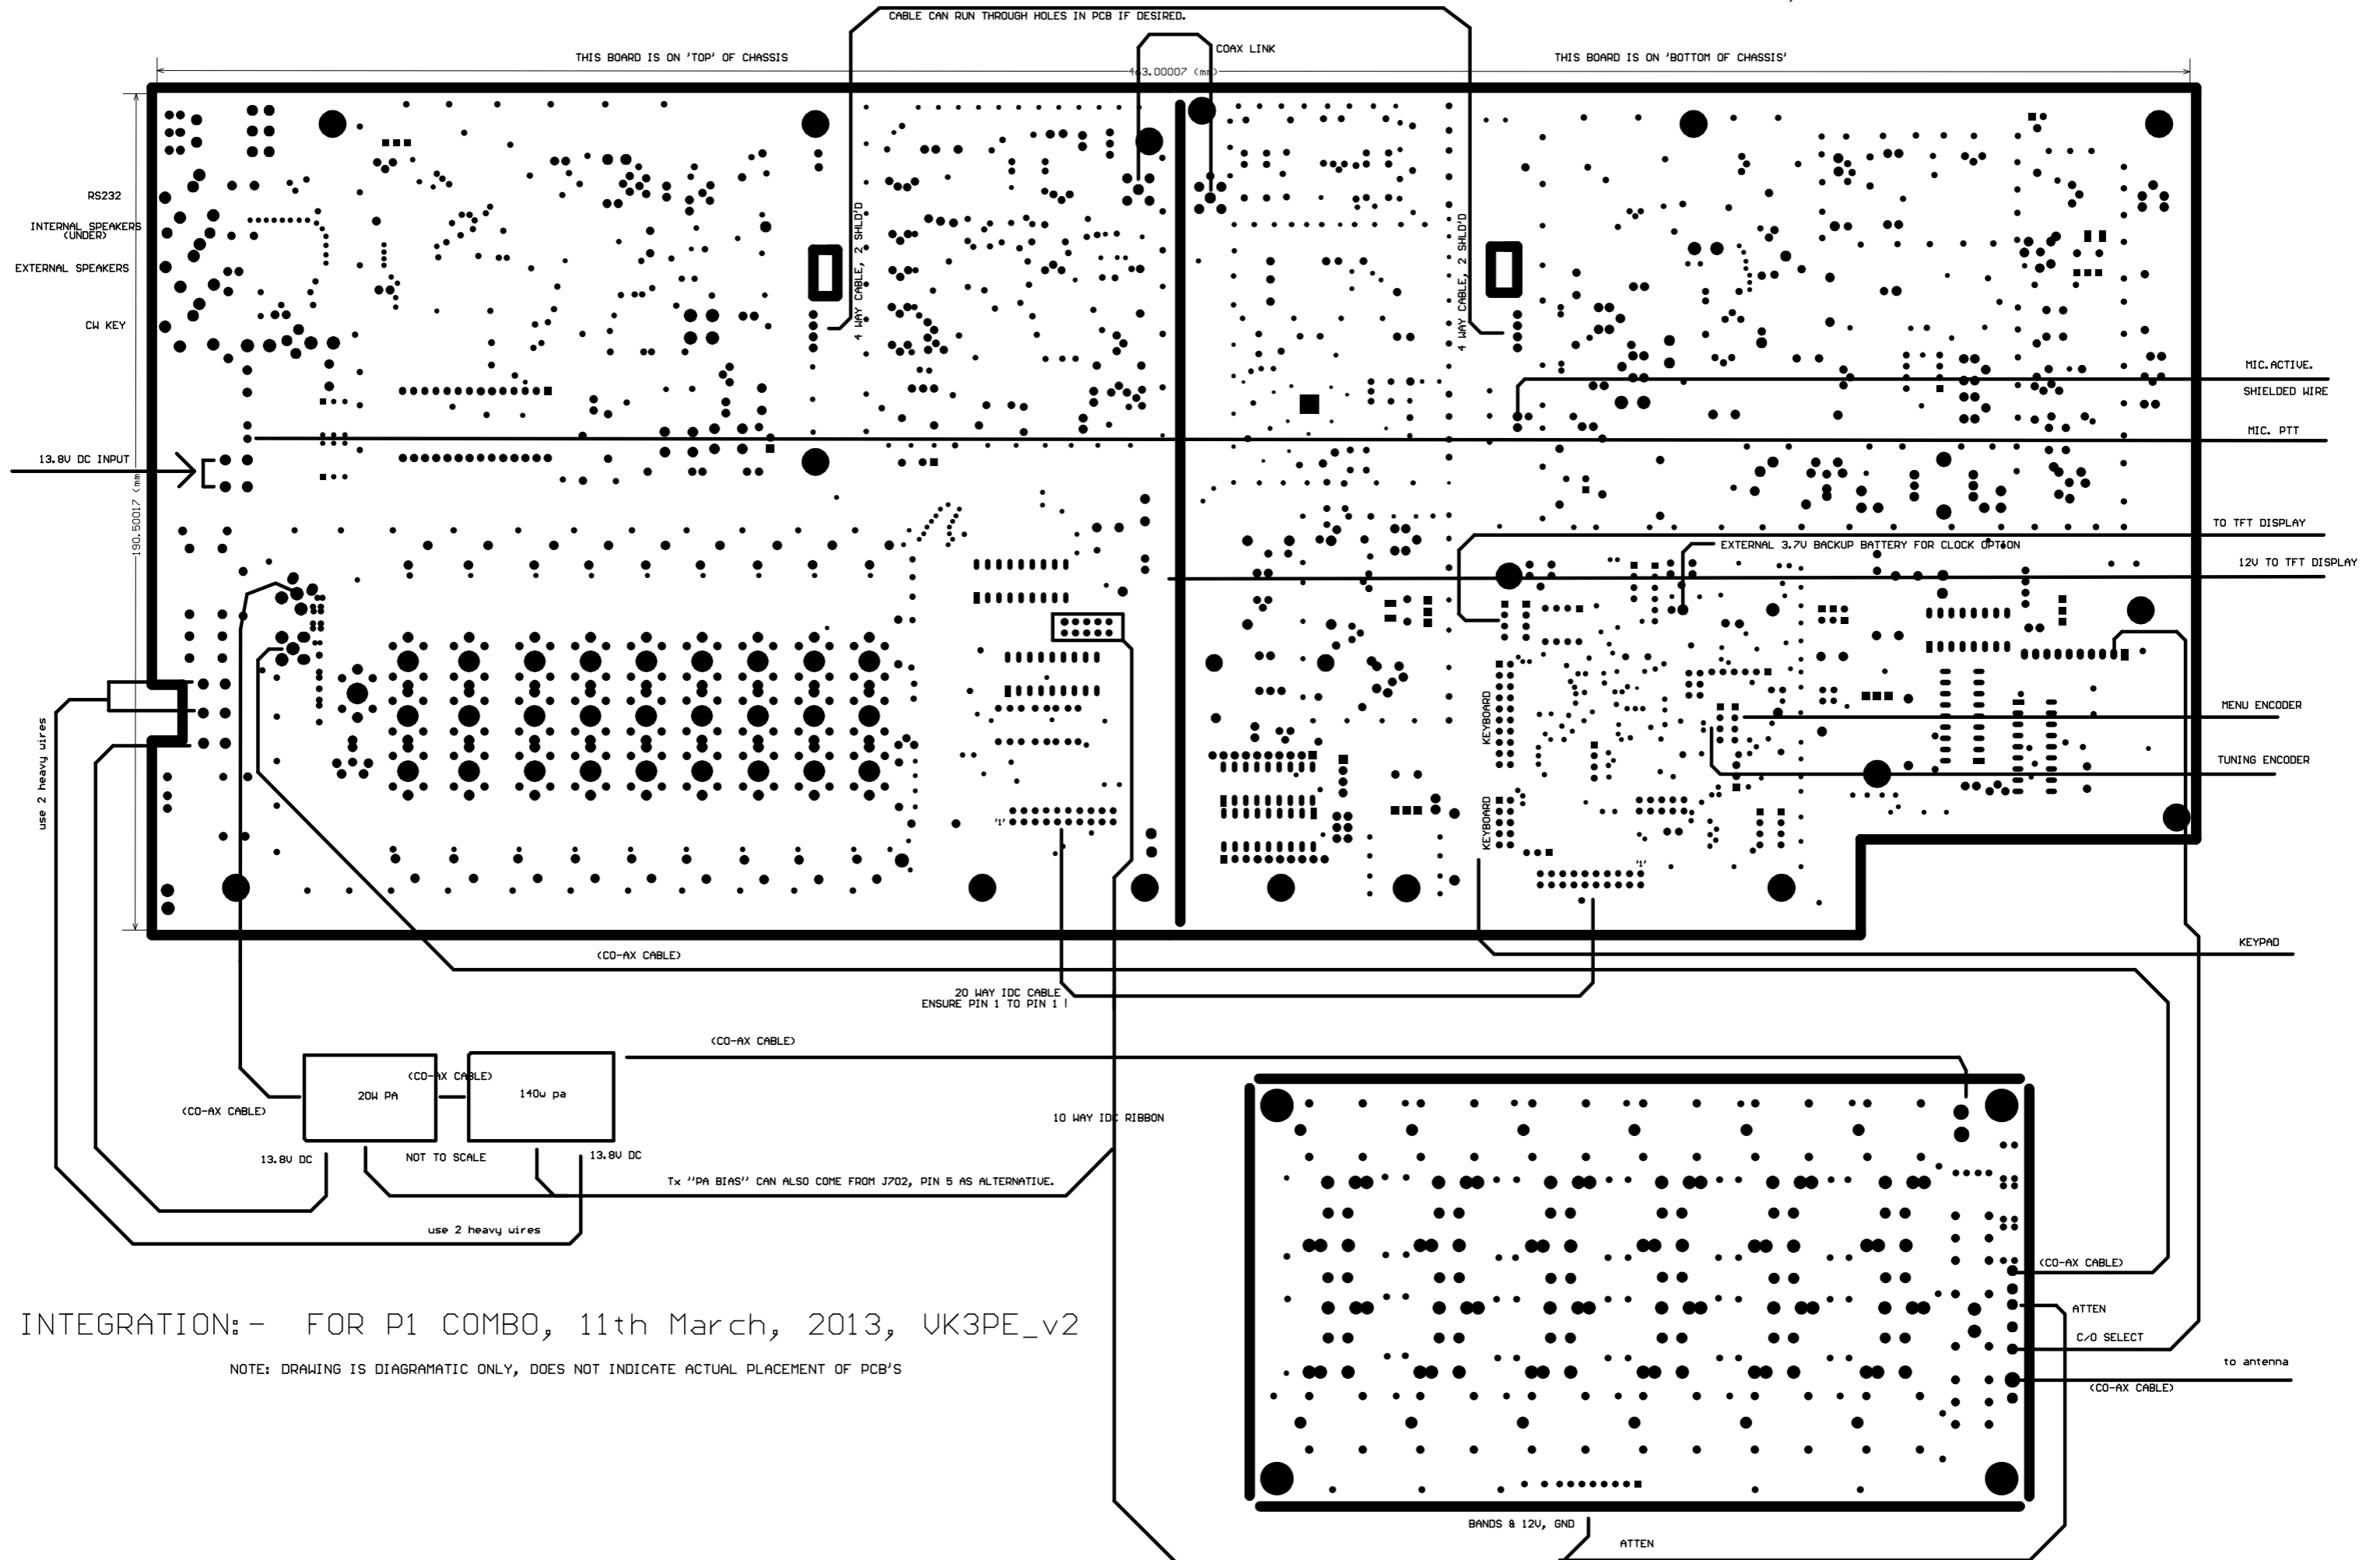 CABLE CAN RUN THROUGH HOLES IN PCB IF DESIRED.
COAX LINK
THIS BOARD IS ON 'TOP' OF CHASSIS
THIS BOARD IS ON 'BOTTOM OF CHASSIS'
463.00007 (mm)
RS232
INTERNAL SPEAKERS
(UNDER)
EXTERNAL SPEAKERS
CW KEY
4 WAY CABLE, 2 SHLD'D
4 WAY CABLE, 2 SHLD'D
MIC.ACTIVE.
SHIELDED WIRE
MIC. PTT
13.8V DC INPUT
190.50017 (mm)
TO TFT DISPLAY
EXTERNAL 3.7V BACKUP BATTERY FOR CLOCK OPTION
12V TO TFT DISPLAY
KEYBOARD
MENU ENCODER
use 2 heavy wires
TUNING ENCODER
KEYBOARD
'1'
'1'
KEYPAD
(CO-AX CABLE)
20 WAY IDC CABLE
ENSURE PIN 1 TO PIN 1 !
(CO-AX CABLE)
(CO-AX CABLE)
20W PA
140w pa
(CO-AX CABLE)
10 WAY IDC RIBBON
13.8V DC
NOT TO SCALE
13.8V DC
Tx ''PA BIAS'' CAN ALSO COME FROM J702, PIN 5 AS ALTERNATIVE.
use 2 heavy wires
(CO-AX CABLE)
ATTEN
INTEGRATION:- FOR P1 COMBO, 11th March, 2013, VK3PE_v2
C/O SELECT
to antenna
NOTE: DRAWING IS DIAGRAMATIC ONLY, DOES NOT INDICATE ACTUAL PLACEMENT OF PCB'S
(CO-AX CABLE)
BANDS & 12V, GND
ATTEN